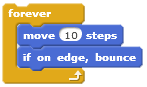 forever
move 10 steps
if on edge, bounce